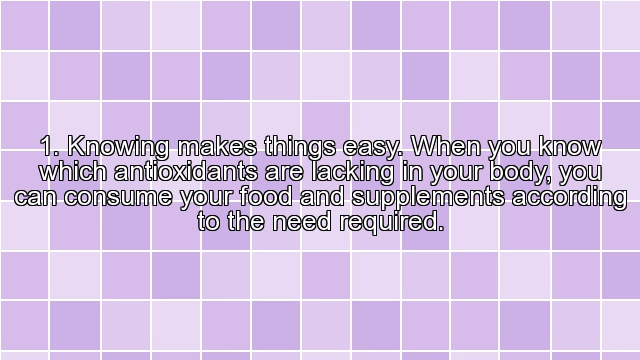 1. Knowing makes things easy. When you know
which antioxidants are lacking in your body, you
can consume your food and supplements according
to the need required.